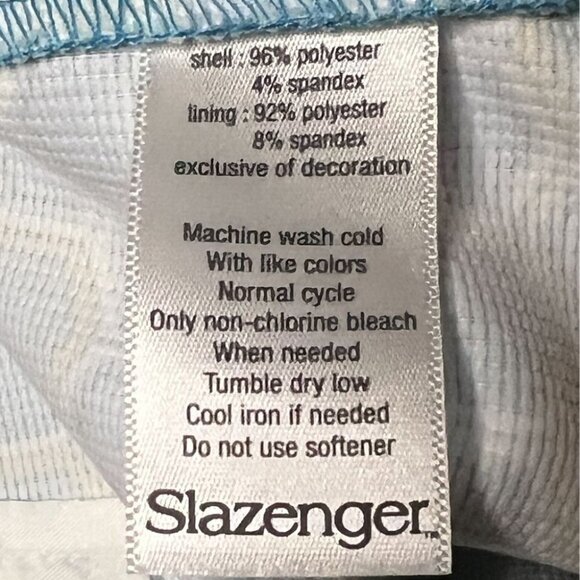 shell : 96% polyester
4% spandex
lining : 92% polyester
8% spandex
exclusive of decoration
Machine wash cold
With like colors
Normal cycle
Only non-chlorine bleach
When needed
Tumble dry low
Cool iron if needed
Do not use softener
Slazenger™